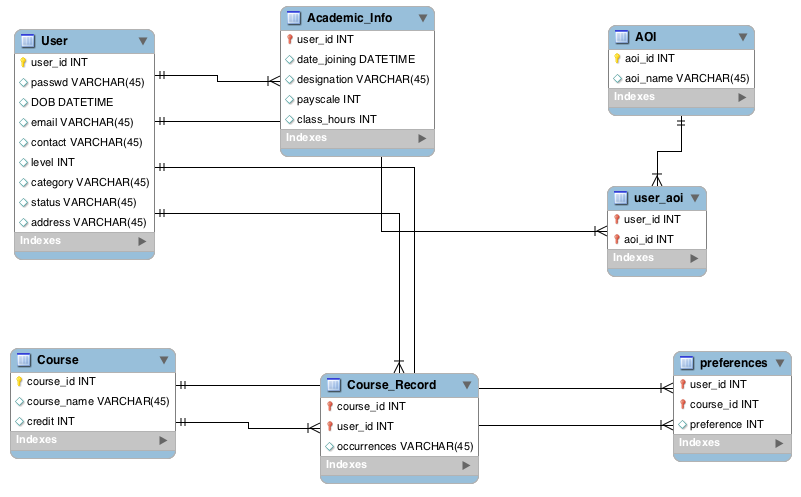 User
user_id INT
passwd VARCHAR(45)
DOB DATETIME
email VARCHAR(45)
contact VARCHAR(45)
level INT
category VARCHAR(45)
status VARCHAR(45)
address VARCHAR(45)
Indexes
Academic_Info
user_id INT
date_joining DATETIME
designation VARCHAR(45)
payscale INT
class_hours INT
Indexes
AOI
aoi_id INT
aoi_name VARCHAR(45)
Indexes
user_aoi
user_id INT
aoi_id INT
Indexes
Course
course_id INT
course_name VARCHAR(45)
credit INT
Indexes
Course_Record
course_id INT
user_id INT
occurrences VARCHAR(45)
Indexes
preferences
user_id INT
course_id INT
preference INT
Indexes